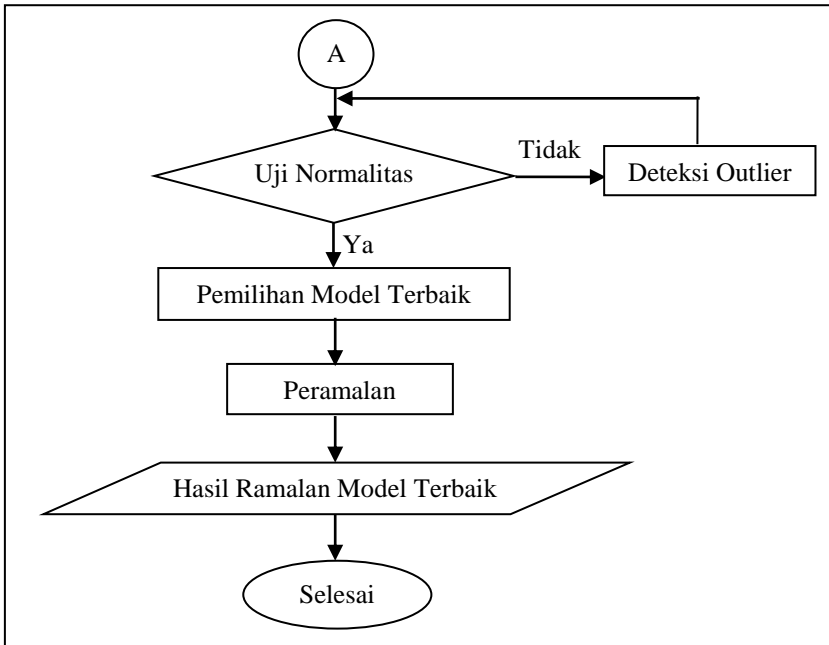 A
Tidak
Uji Normalitas
Deteksi Outlier
Ya
Pemilihan Model Terbaik
Peramalan
Hasil Ramalan Model Terbaik
Selesai